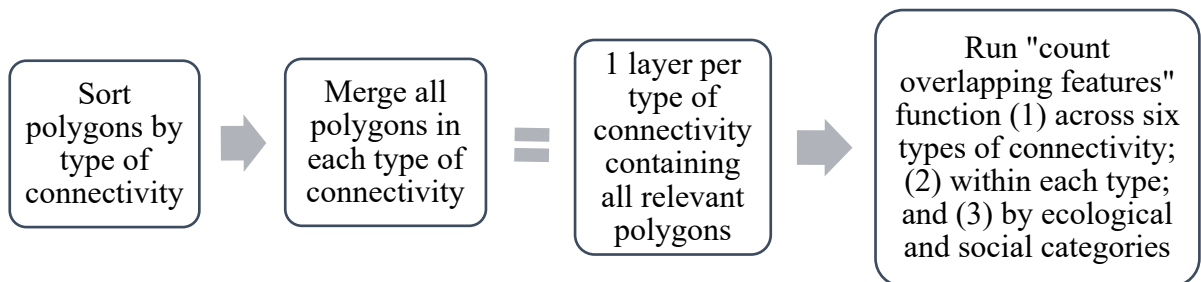 Sort
polygons by
type of
connectivity
Merge all
polygons in
each type of
connectivity
1 layer per
type of
connectivity
containing
all relevant
polygons
Run "count
overlapping features"
function (1) across six
types of connectivity;
(2) within each type;
and (3) by ecological
and social categories